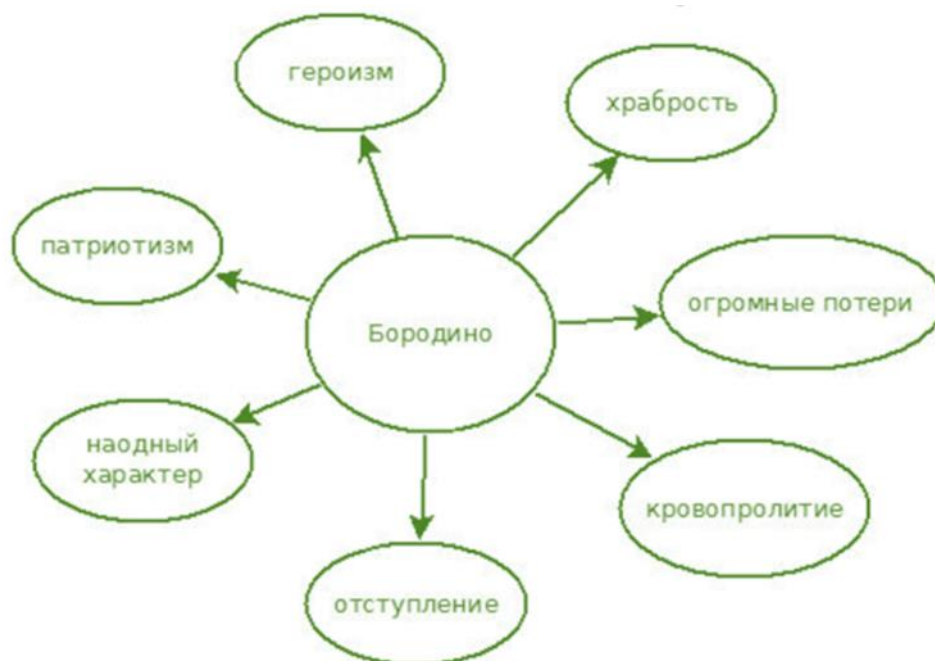 героизм
храбрость
патриотизм
огромные потери
Бородино
наодный
характер
кровопролитие
отступление